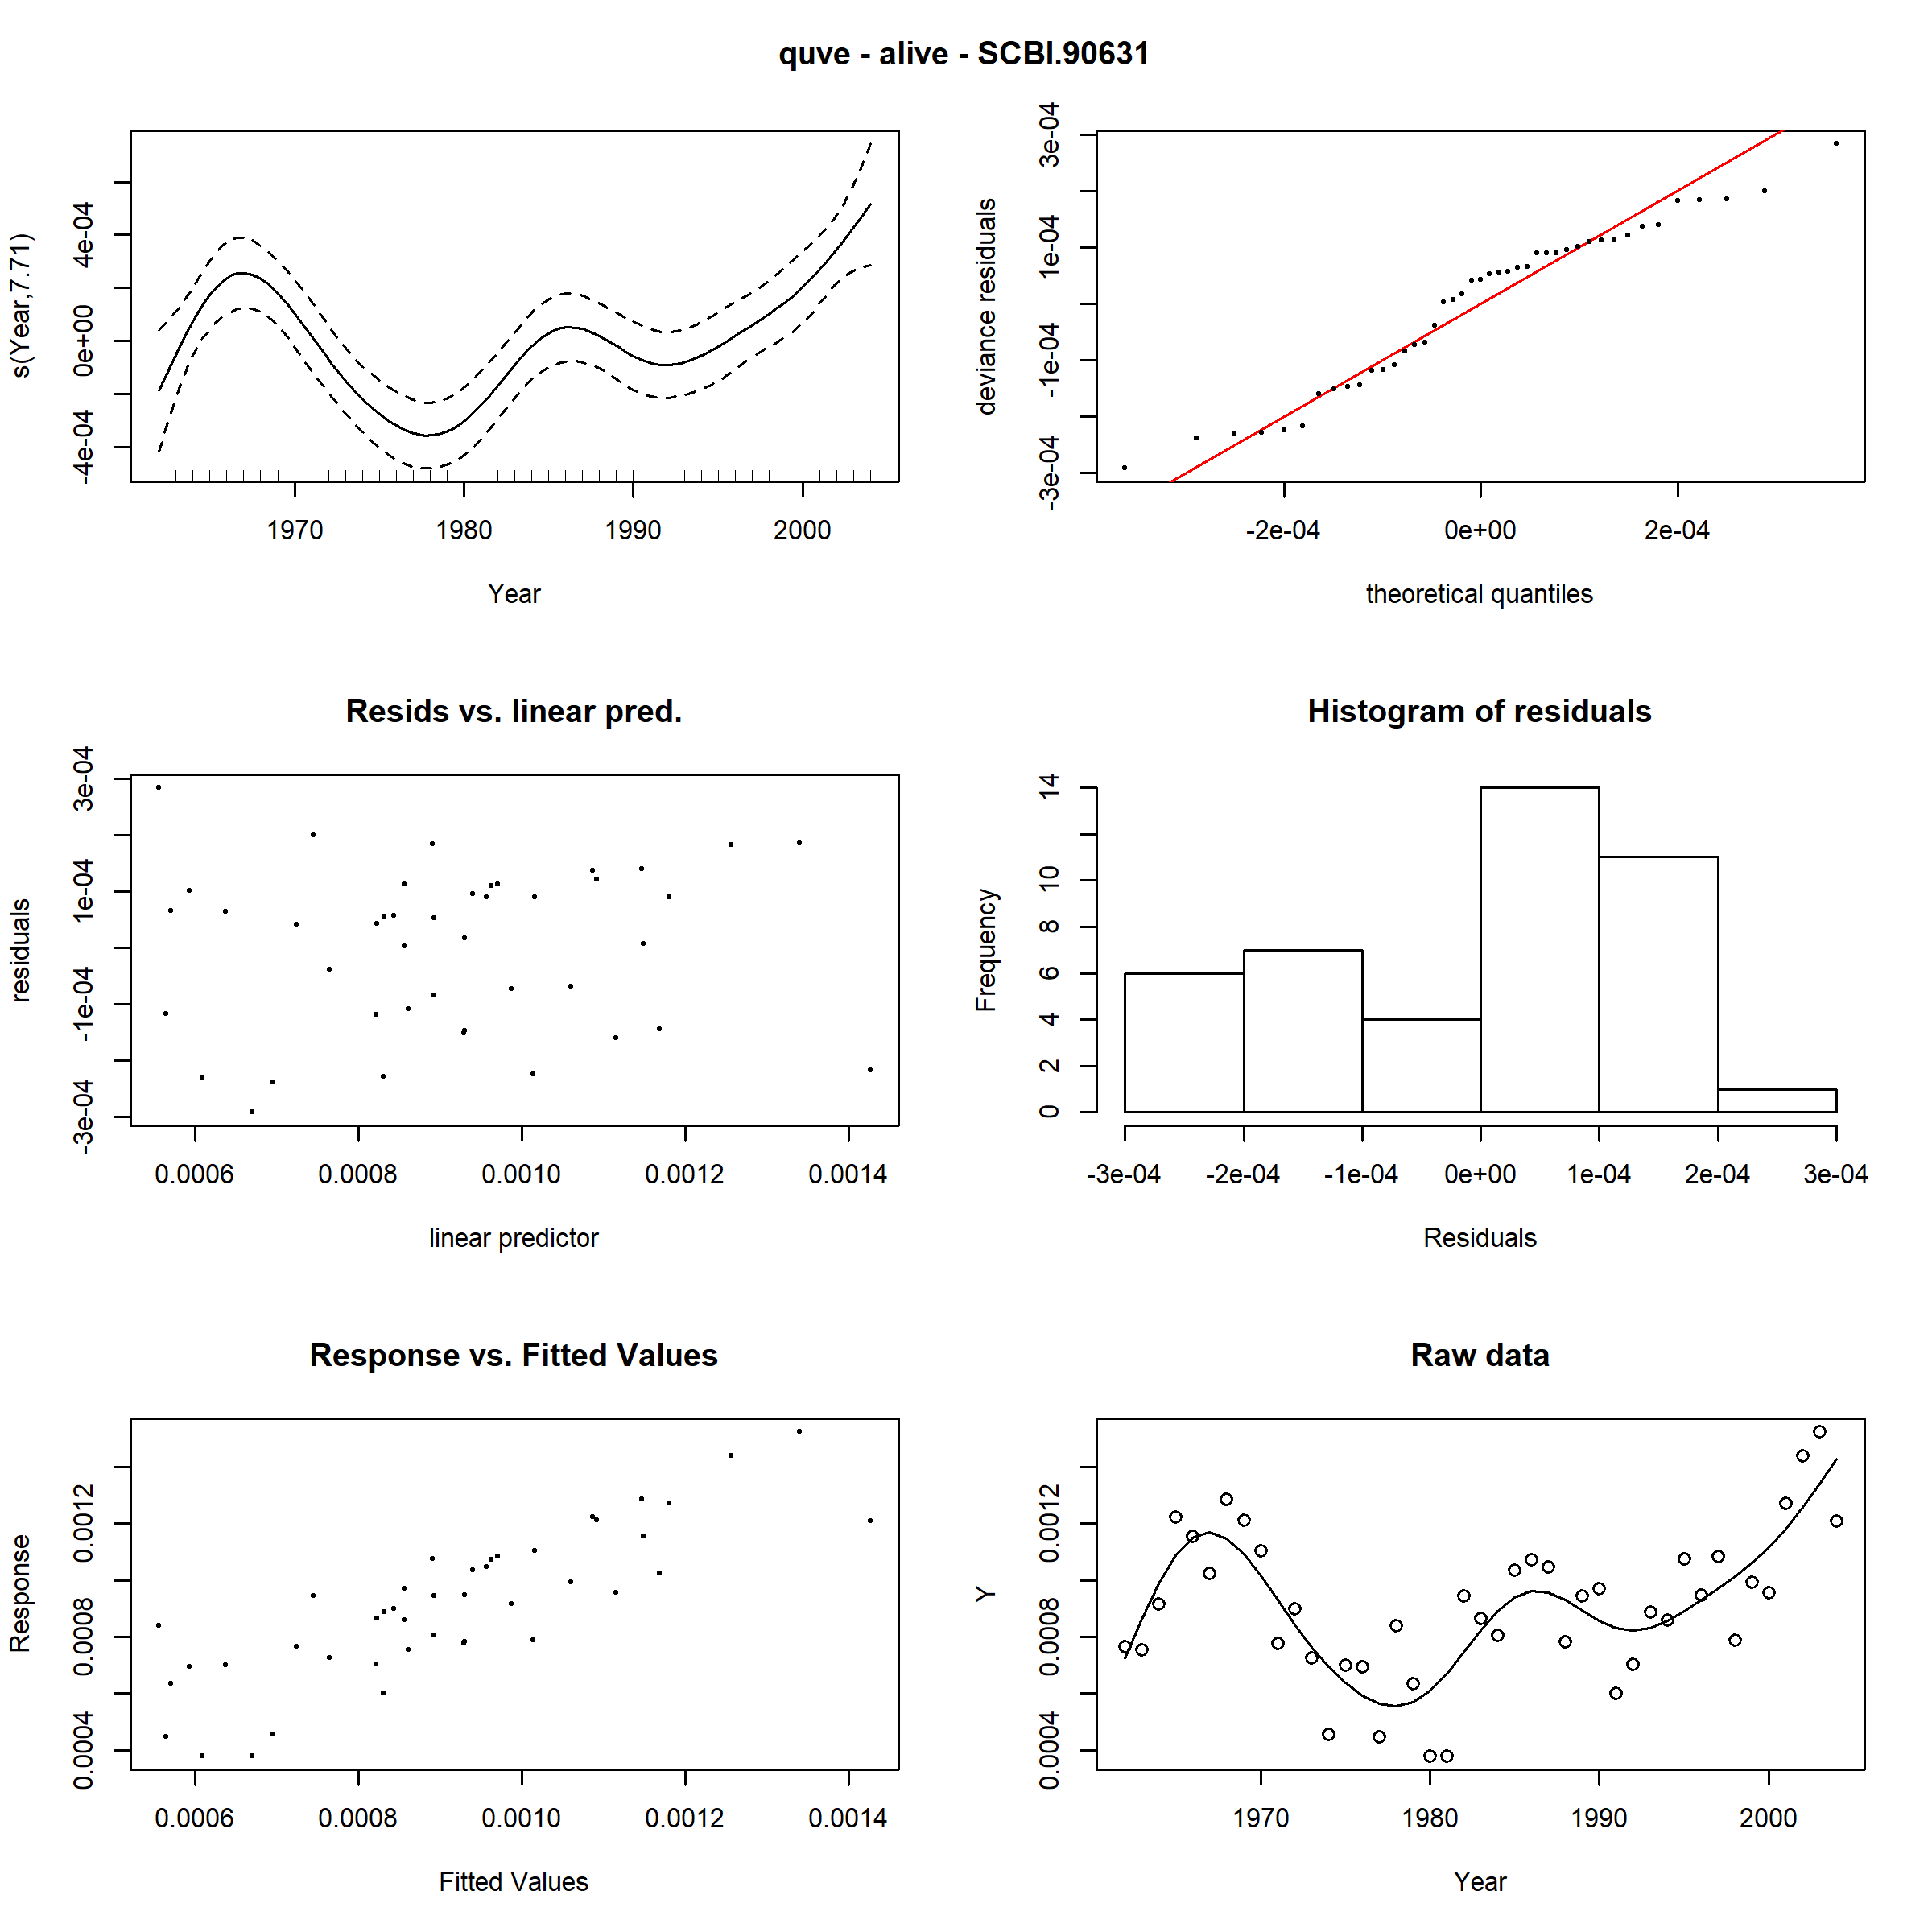 quve - alive - SCBI.90631
s(Year,7.71)
-4e-04 0e+00 4e-04
1970 1980 1990 2000
Year
deviance residuals
-3e-04 -1e-04 1e-04 3e-04
-2e-04 0e+00 2e-04
theoretical quantiles
Resids vs. linear pred.
residuals
-3e-04 -1e-04 1e-04 3e-04
0.0006 0.0008 0.0010 0.0012 0.0014
linear predictor
Histogram of residuals
Frequency
0 2 4 6 8 10 14
-3e-04 -2e-04 -1e-04 0e+00 1e-04 2e-04 3e-04
Residuals
Response vs. Fitted Values
Response
0.0004 0.0008 0.0012
0.0006 0.0008 0.0010 0.0012 0.0014
Fitted Values
Raw data
Y
0.0004 0.0008 0.0012
1970 1980 1990 2000
Year